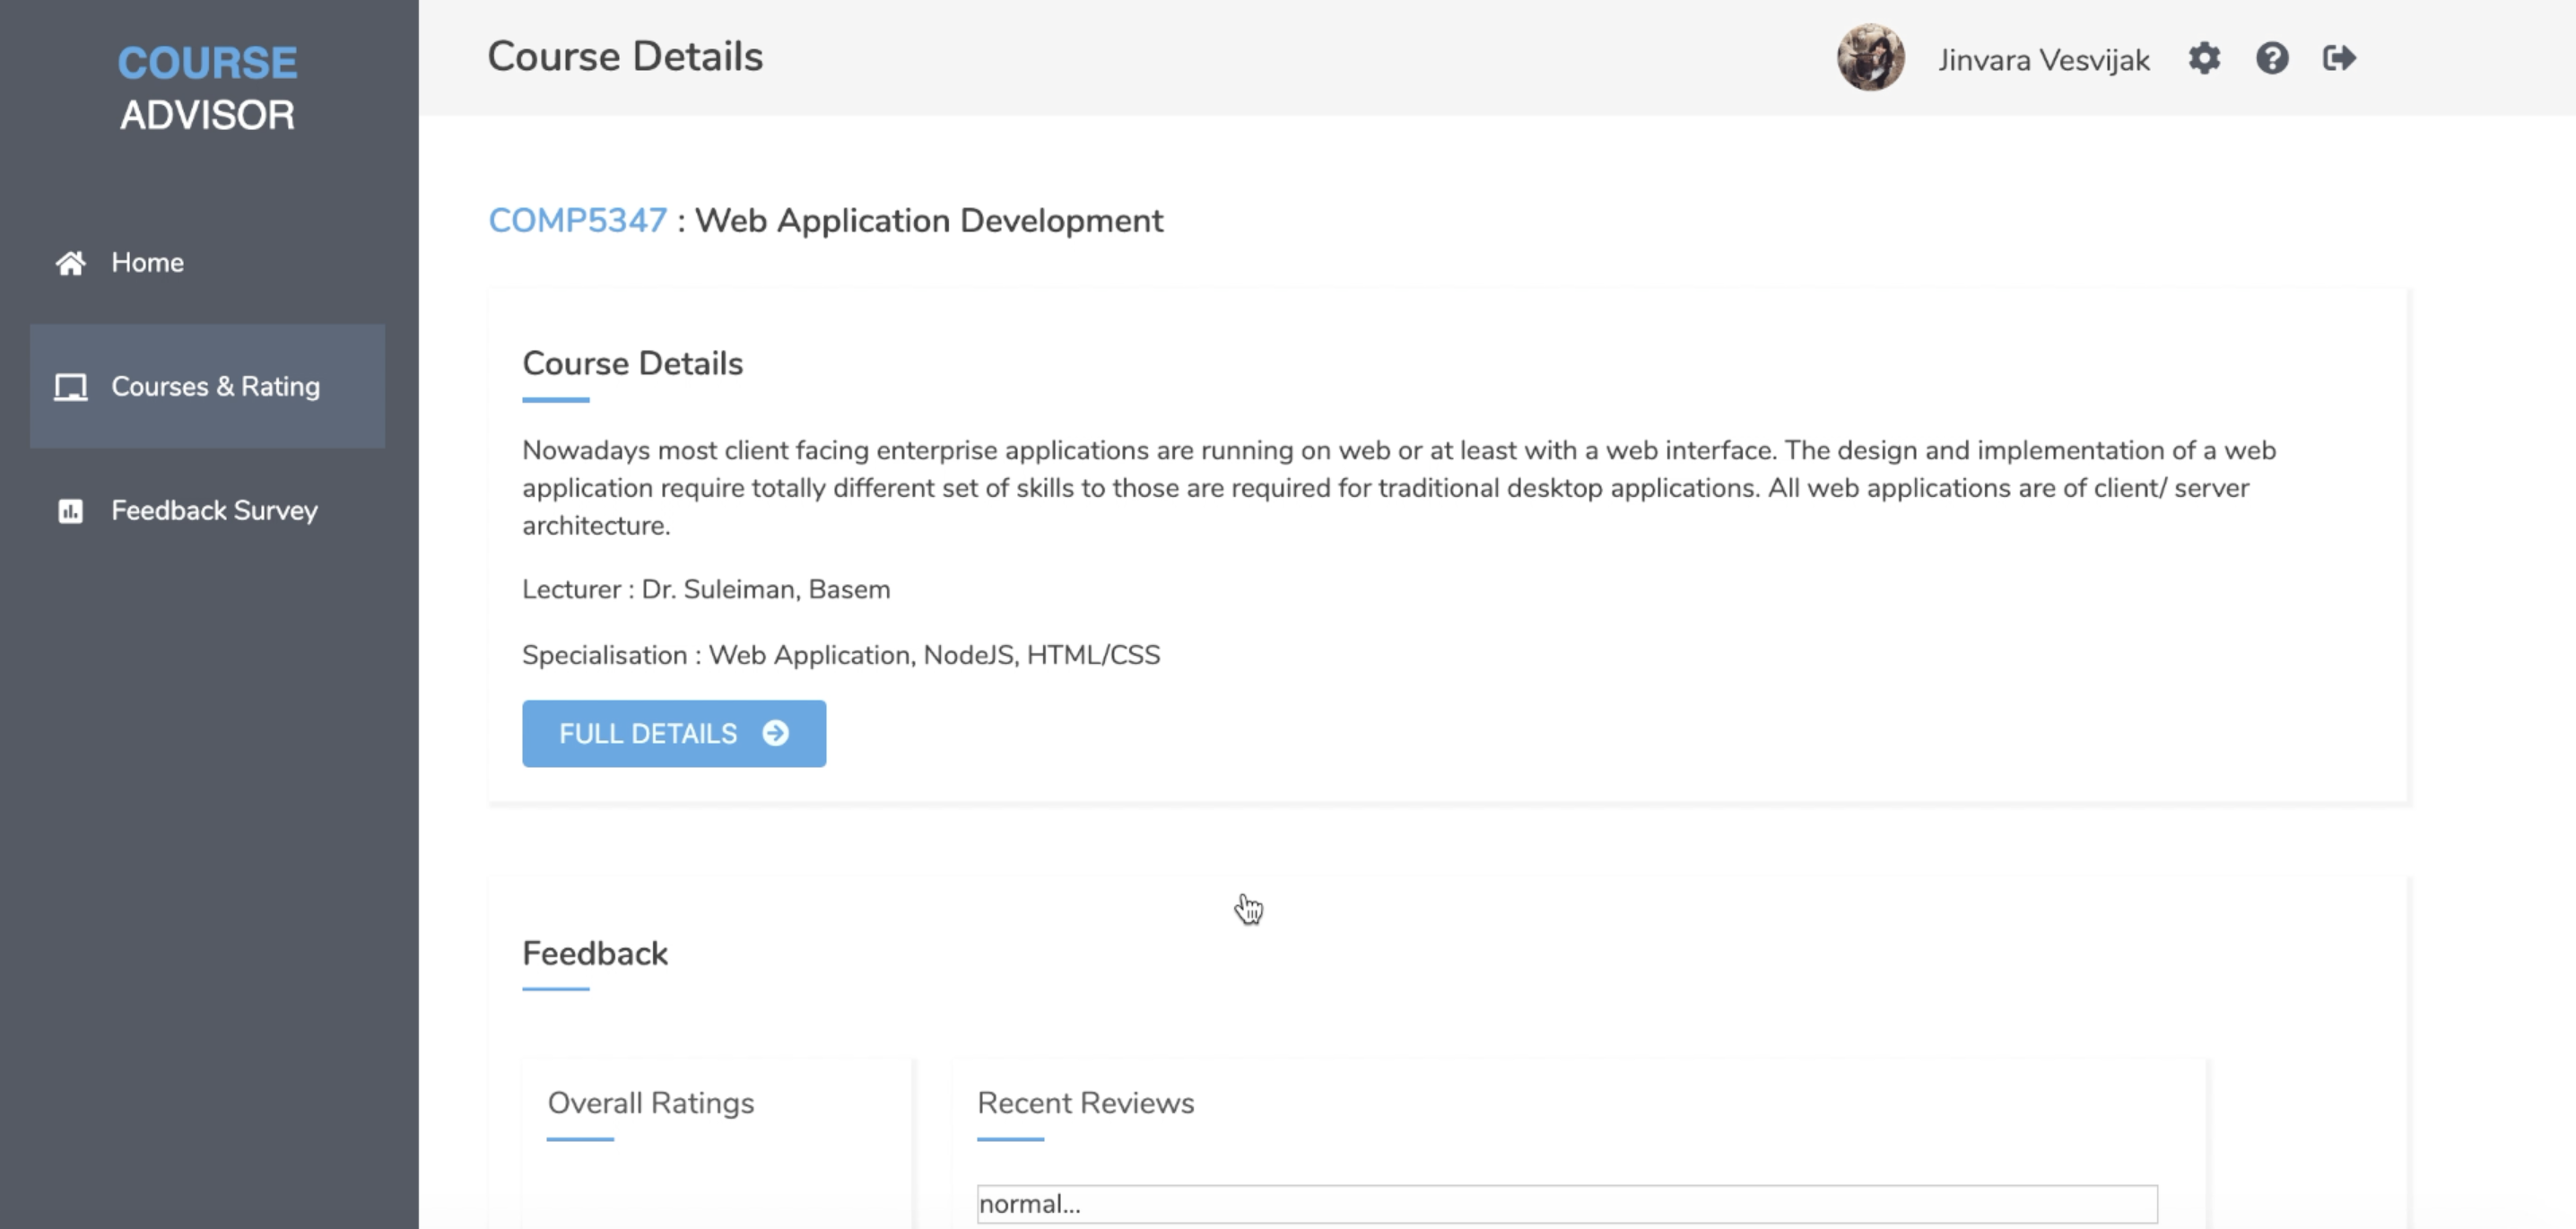 COURSE
ADVISOR
Home
Courses & Rating
Feedback Survey
Course Details
Jinvara Vesvijak
COMP5347 : Web Application Development
Course Details
Nowadays most client facing enterprise applications are running on web or at least with a web interface. The design and implementation of a web
application require totally different set of skills to those are required for traditional desktop applications. All web applications are of client/ server
architecture.
Lecturer : Dr. Suleiman, Basem
Specialisation : Web Application, NodeJS, HTML/CSS
FULL DETAILS
Feedback
Overall Ratings
Recent Reviews
normal...